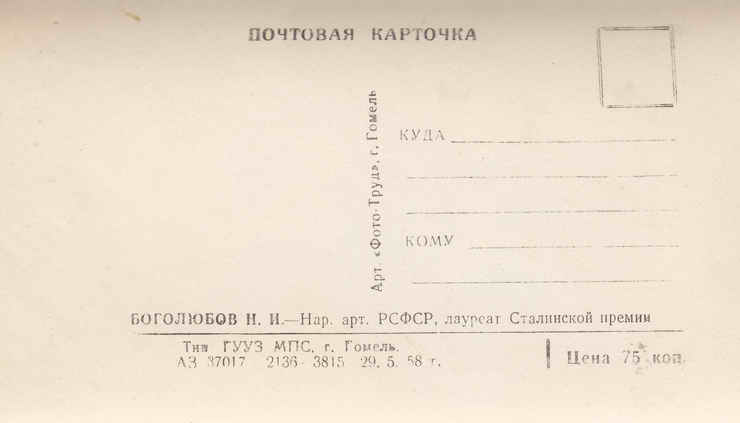 ПОЧТОВАЯ КАРТОЧКА
Арт. «Фото-Труд», г. Гомель
КУДА
КОМУ
БОГОЛЮБОВ Н. И.—Нар. арт. РСФСР, лауреат Сталинской премии
Тип ГУУЗ МПС, г. Гомель.
АЗ 37017 2136- 3815 29. 5. 58 г.
Цена 75 коп.